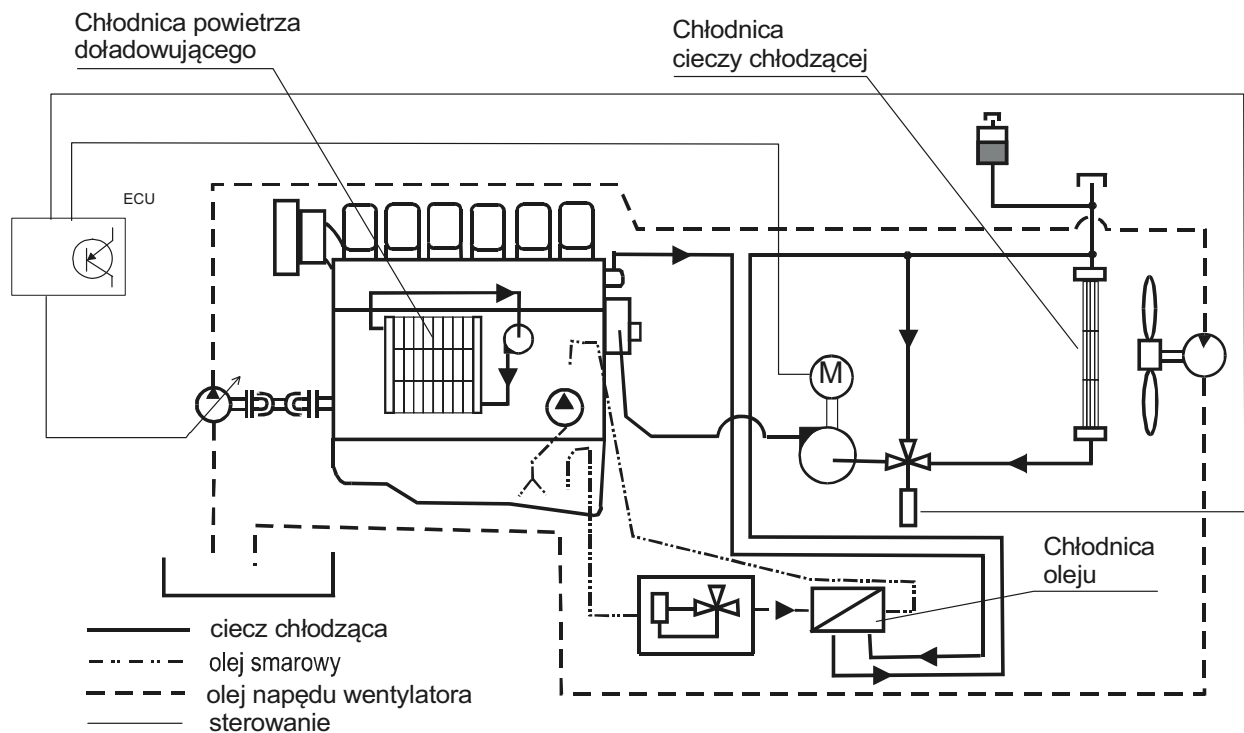 Chłodnica powietrza
doładowującego
Chłodnica
cieczy chłodzącej
ECU
M
Chłodnica
oleju
ciecz chłodząca
olej smarowy
olej napędu wentylatora
sterowanie